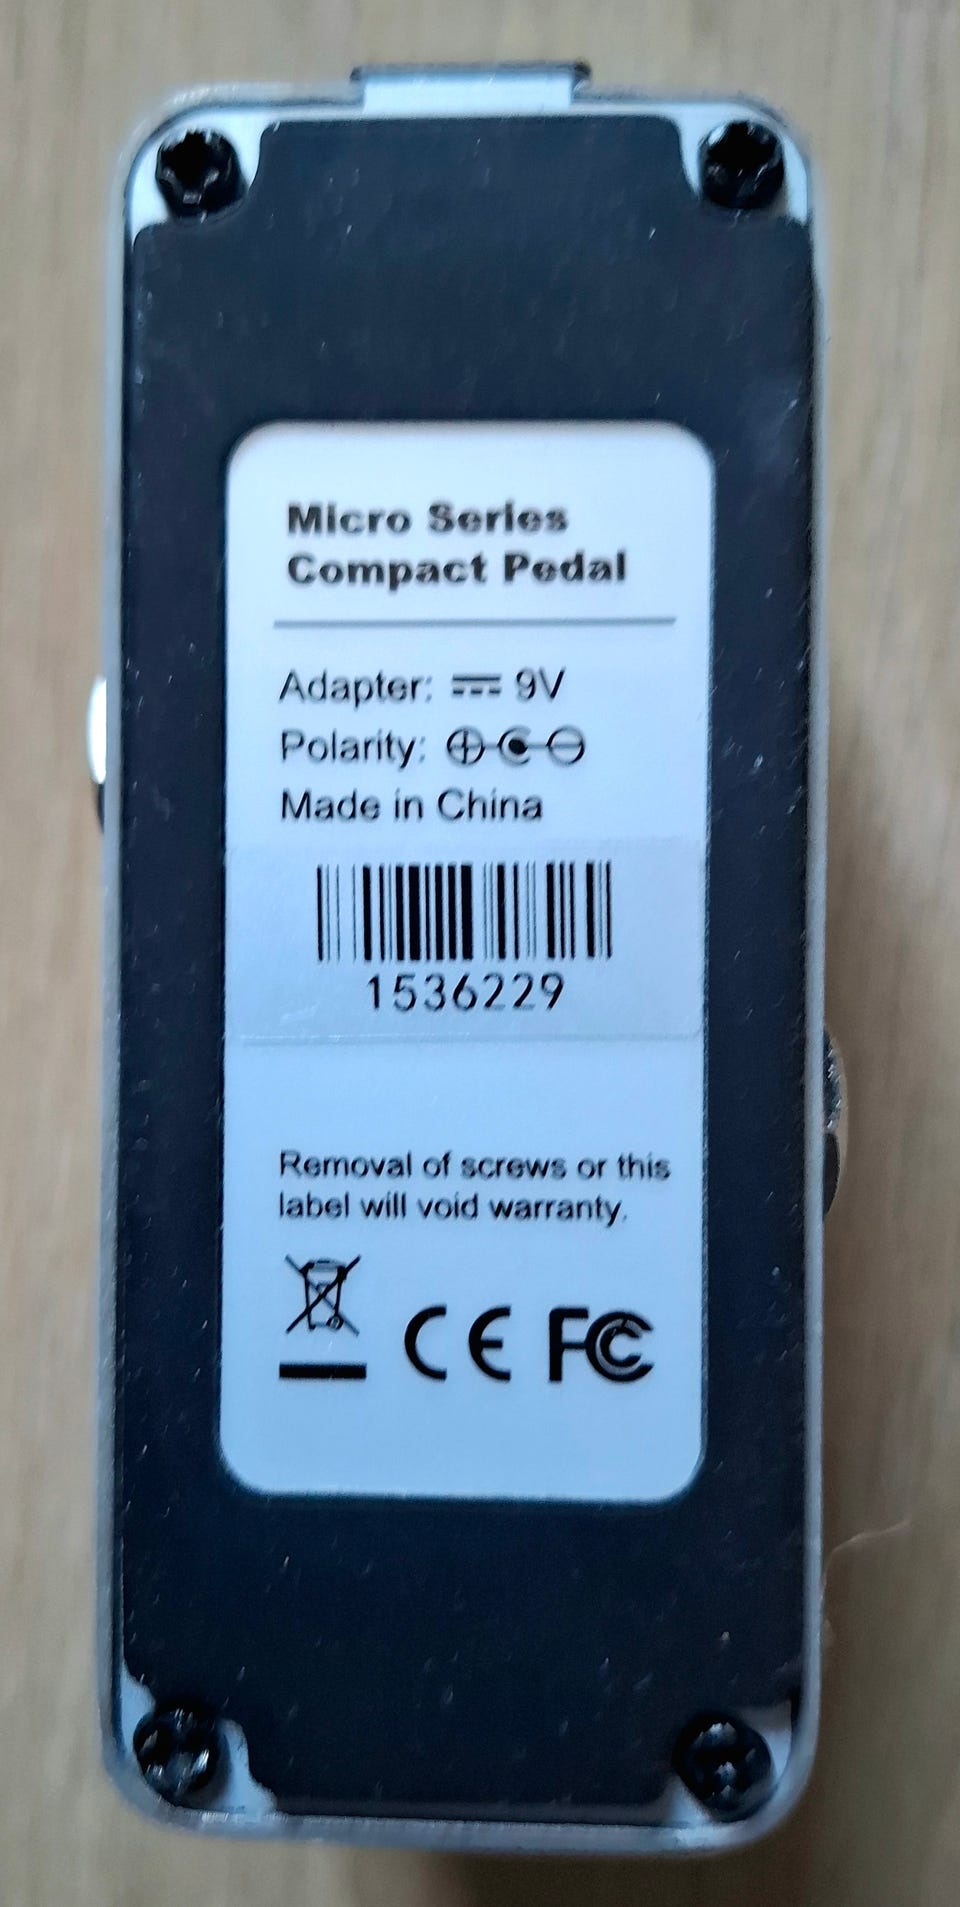 Micro Series
Compact Pedal
Adapter: ⎓ 9V
Polarity:
Made in China
1536229
Removal of screws or this
label will void warranty.
CE FC